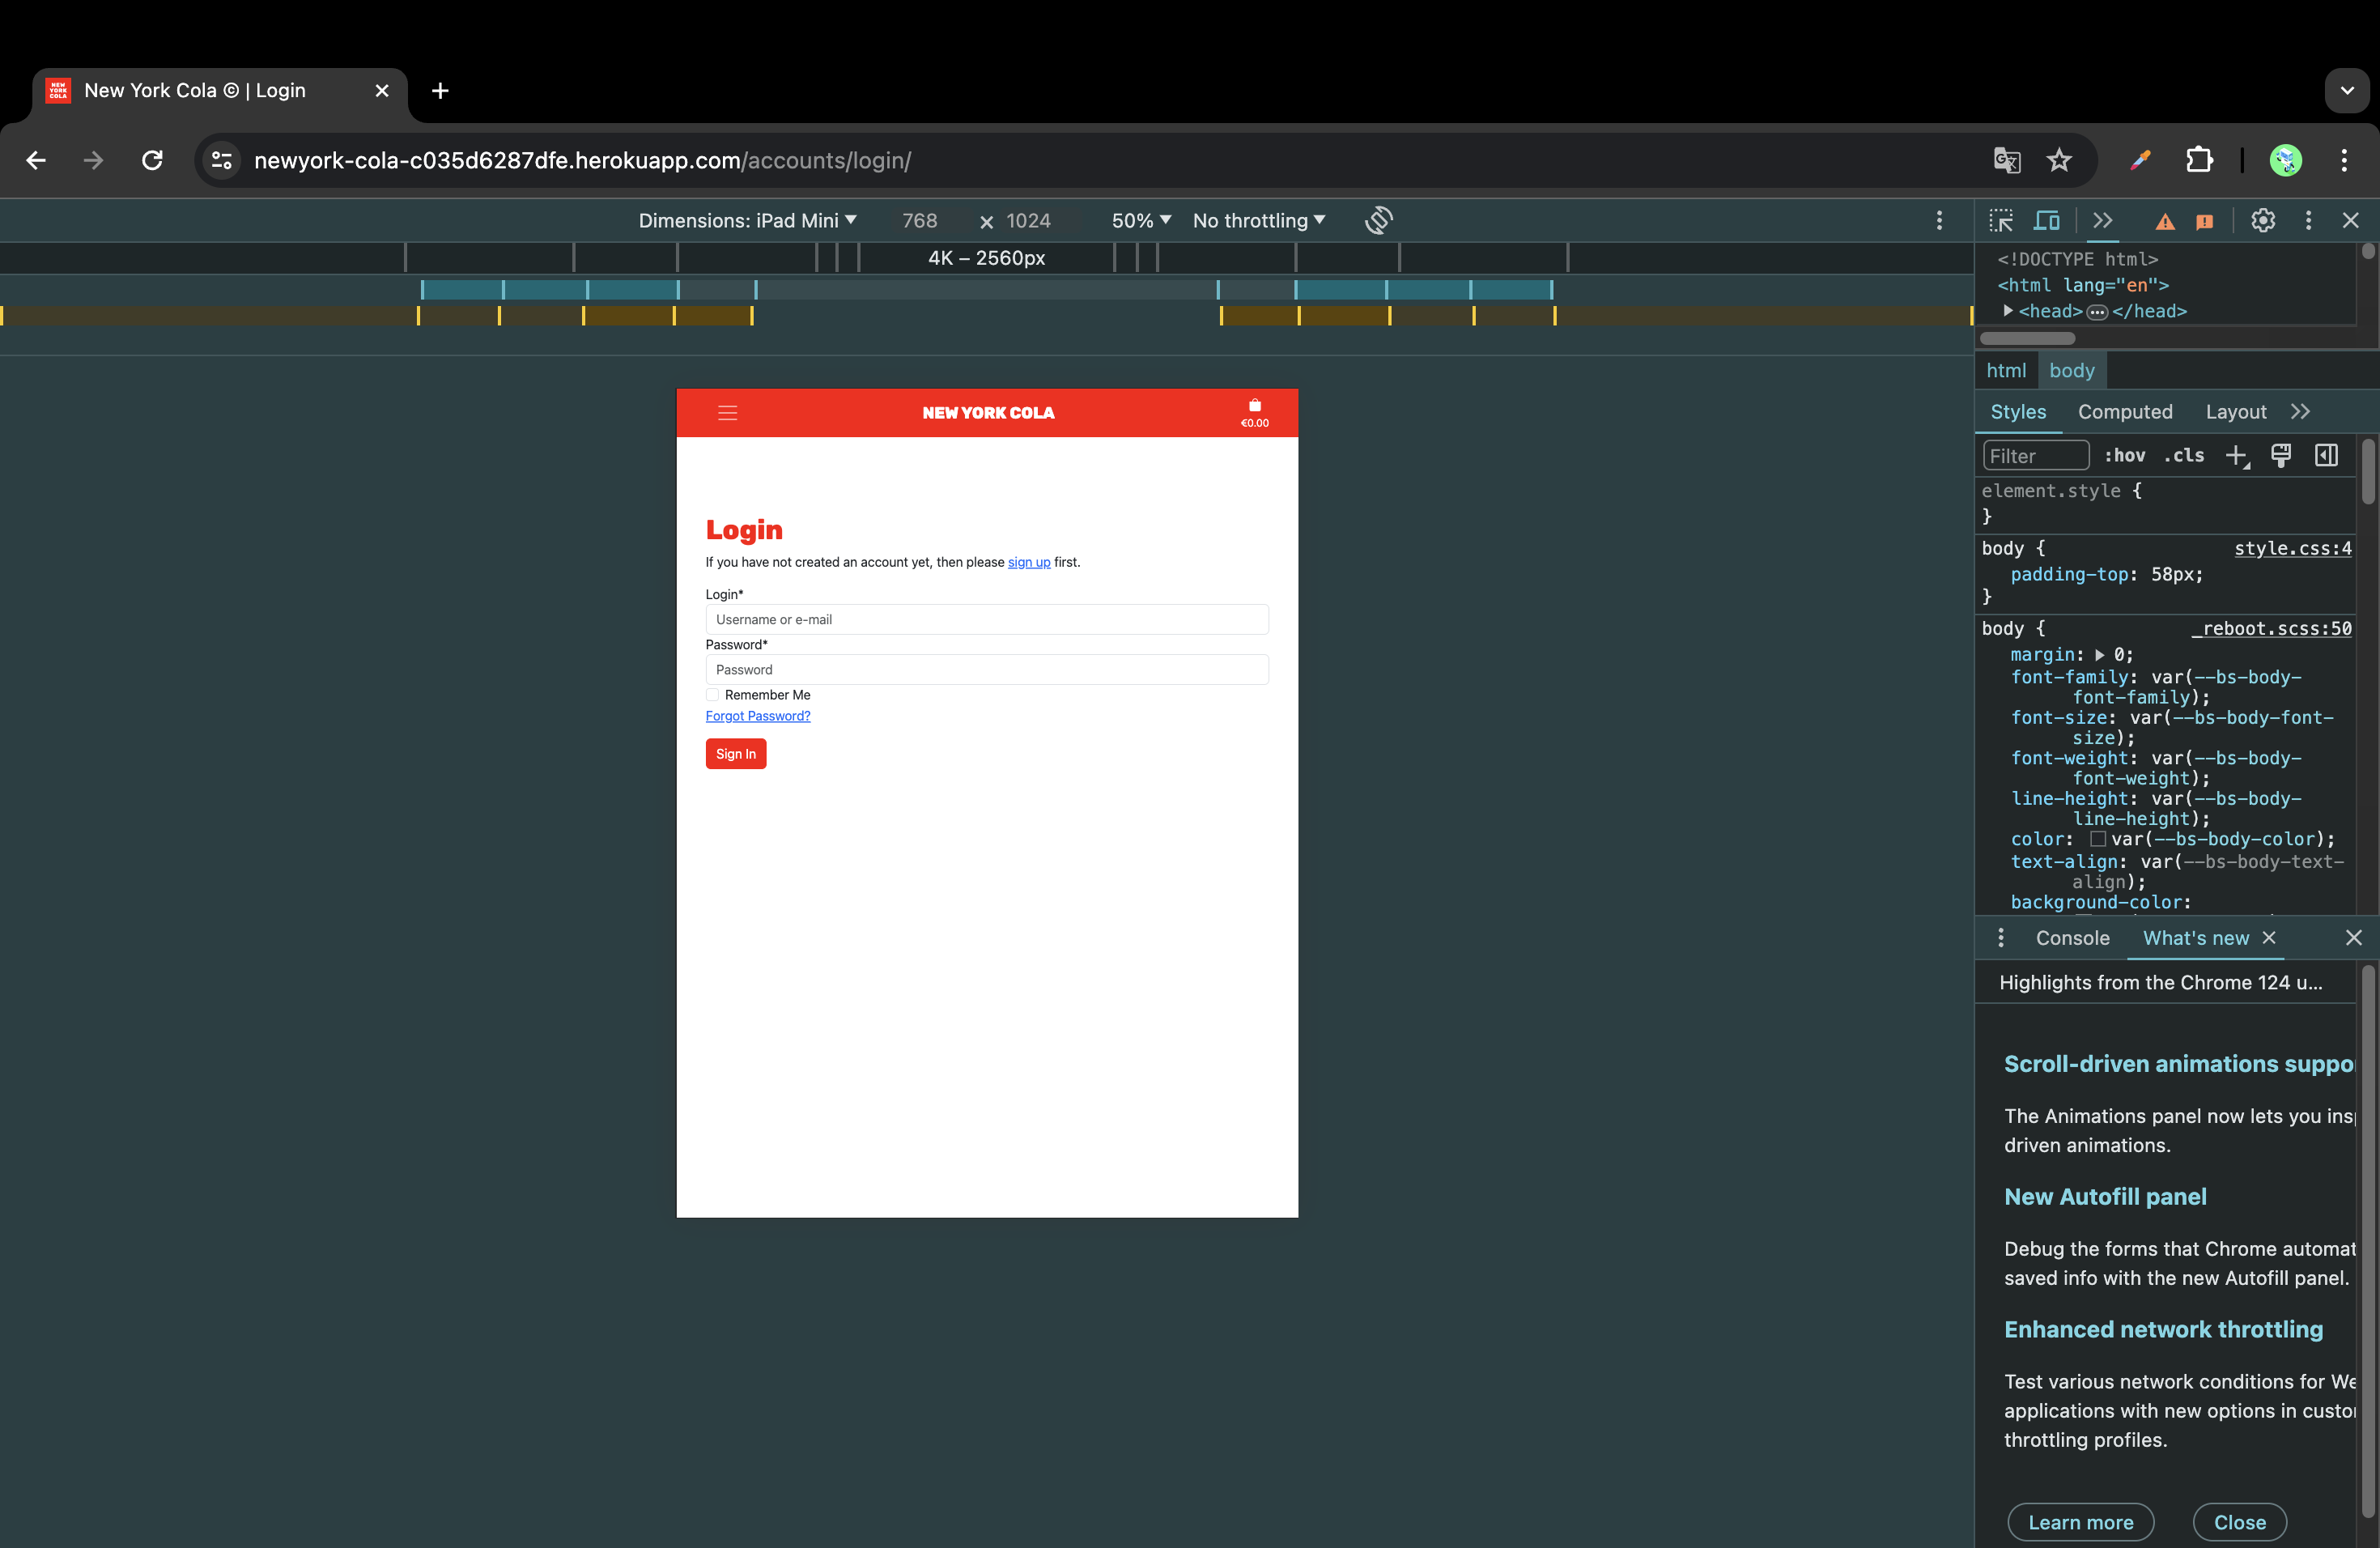 New York Cola © | Login
newyork-cola-c035d6287dfe.herokuapp.com/accounts/login/
Dimensions: iPad Mini ▼ 768 × 1024 50% ▼ No throttling ▼
4K – 2560px
NEW YORK COLA
€0.00
Login
If you have not created an account yet, then please sign up first.
Login*
Username or e-mail
Password*
Password
Remember Me
Forgot Password?
Sign In
<!DOCTYPE html>
<html lang="en">
▶ <head> ••• </head>
html body
Styles Computed Layout
Filter :hov .cls
element.style {
}
body { style.css:4
padding-top: 58px;
}
body { _reboot.scss:50
margin: ▶ 0;
font-family: var(--bs-body-
font-family);
font-size: var(--bs-body-font-
size);
font-weight: var(--bs-body-
font-weight);
line-height: var(--bs-body-
line-height);
color: var(--bs-body-color);
text-align: var(--bs-body-text-
align);
background-color:
Console What's new
Highlights from the Chrome 124 u...
Scroll-driven animations suppo
The Animations panel now lets you ins
driven animations.
New Autofill panel
Debug the forms that Chrome automat
saved info with the new Autofill panel.
Enhanced network throttling
Test various network conditions for We
applications with new options in custo
throttling profiles.
Learn more Close